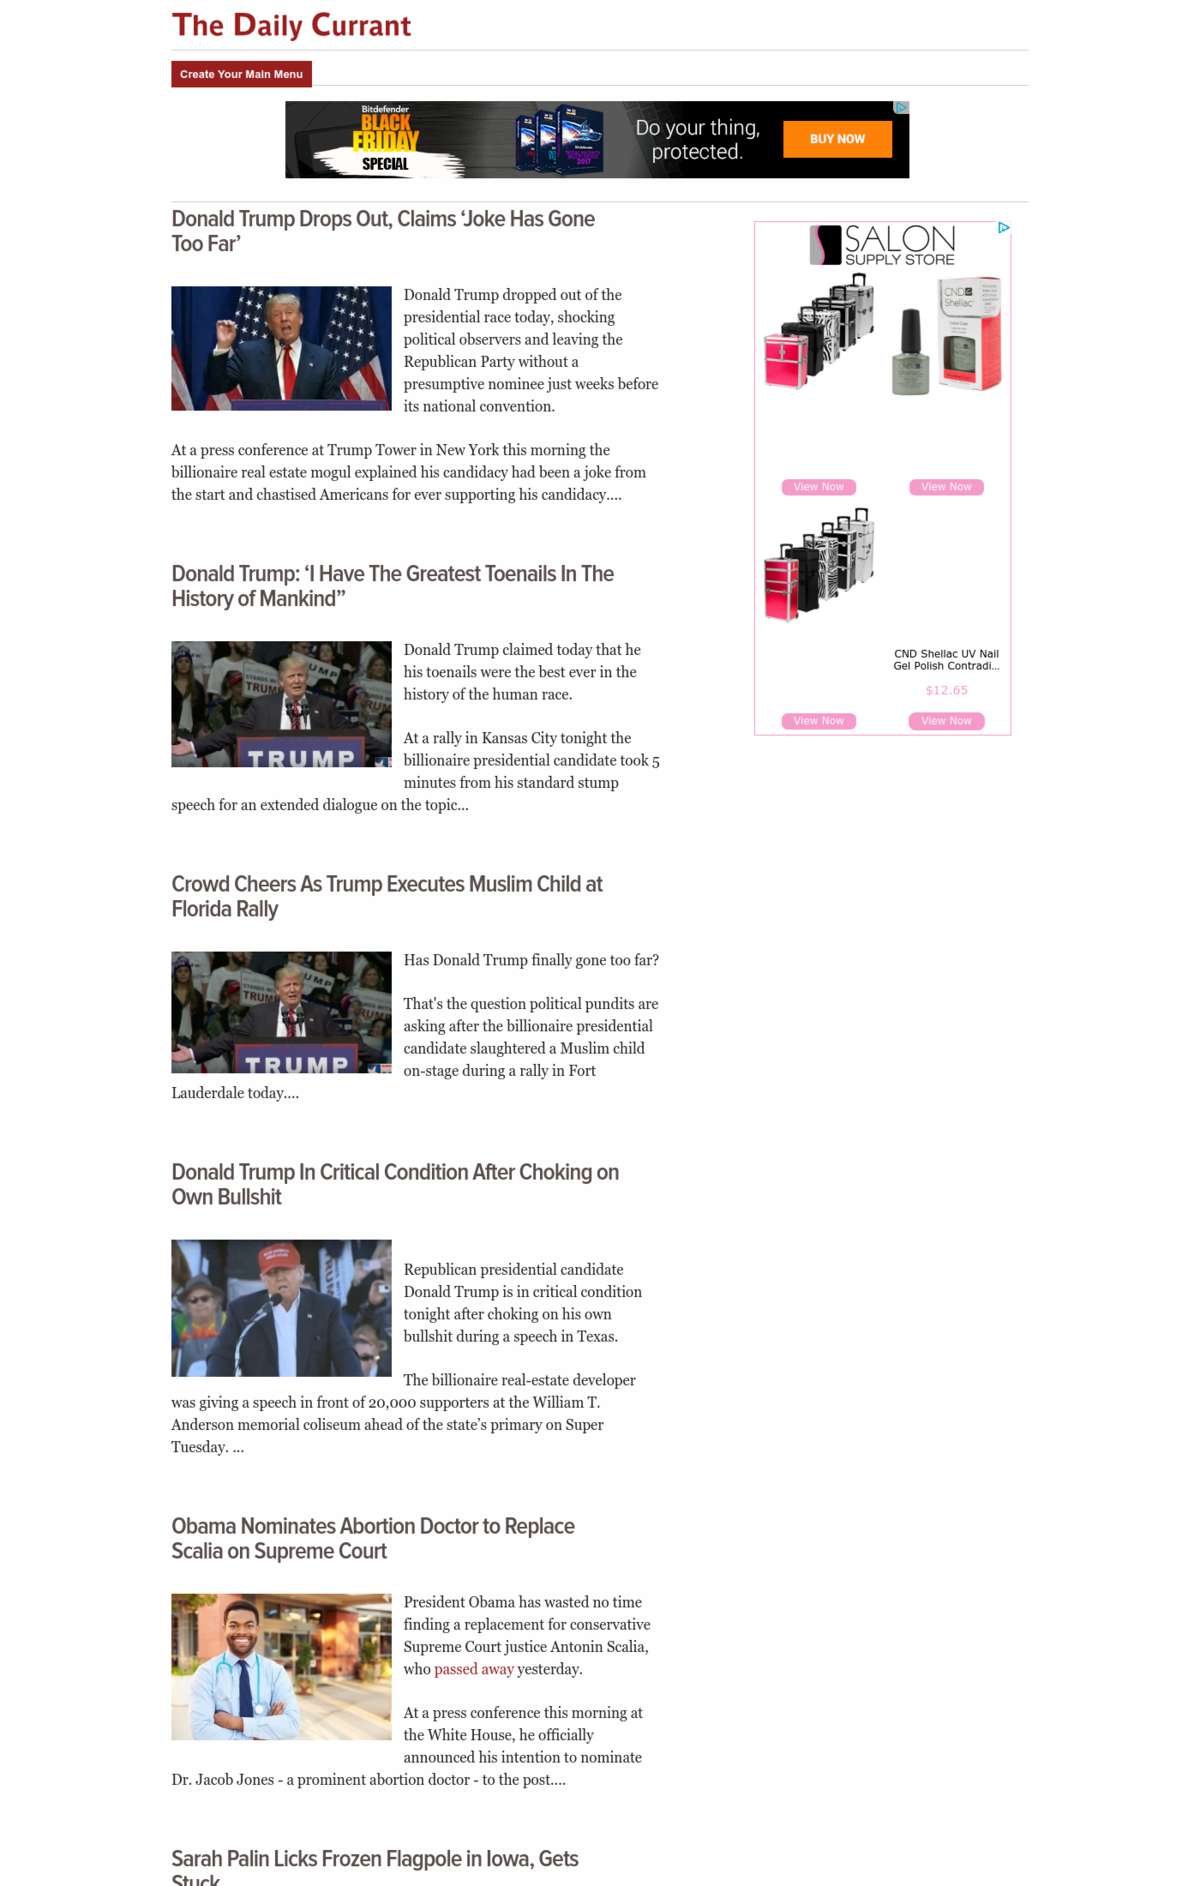 The Daily Currant
Create Your Main Menu
Bitdefender
BLACK
FRIDAY
SPECIAL
2017
Do your thing,
protected.
BUY NOW
Donald Trump Drops Out, Claims ‘Joke Has Gone
Too Far’
Donald Trump dropped out of the
presidential race today, shocking
political observers and leaving the
Republican Party without a
presumptive nominee just weeks before
its national convention.
At a press conference at Trump Tower in New York this morning the
billionaire real estate mogul explained his candidacy had been a joke from
the start and chastised Americans for ever supporting his candidacy....
SALON
SUPPLY STORE
CND
Shellac
View Now
View Now
CND Shellac UV Nail
Gel Polish Contradi...
$12.65
View Now
View Now
Donald Trump: ‘I Have The Greatest Toenails In The
History of Mankind”
TRUMP
Donald Trump claimed today that he
his toenails were the best ever in the
history of the human race.
At a rally in Kansas City tonight the
billionaire presidential candidate took 5
minutes from his standard stump
speech for an extended dialogue on the topic...
Crowd Cheers As Trump Executes Muslim Child at
Florida Rally
TRUMP
Has Donald Trump finally gone too far?
That's the question political pundits are
asking after the billionaire presidential
candidate slaughtered a Muslim child
on-stage during a rally in Fort
Lauderdale today....
Donald Trump In Critical Condition After Choking on
Own Bullshit
Republican presidential candidate
Donald Trump is in critical condition
tonight after choking on his own
bullshit during a speech in Texas.
The billionaire real-estate developer
was giving a speech in front of 20,000 supporters at the William T.
Anderson memorial coliseum ahead of the state’s primary on Super
Tuesday. ...
Obama Nominates Abortion Doctor to Replace
Scalia on Supreme Court
President Obama has wasted no time
finding a replacement for conservative
Supreme Court justice Antonin Scalia,
who passed away yesterday.
At a press conference this morning at
the White House, he officially
announced his intention to nominate
Dr. Jacob Jones - a prominent abortion doctor - to the post....
Sarah Palin Licks Frozen Flagpole in Iowa, Gets
Stuck